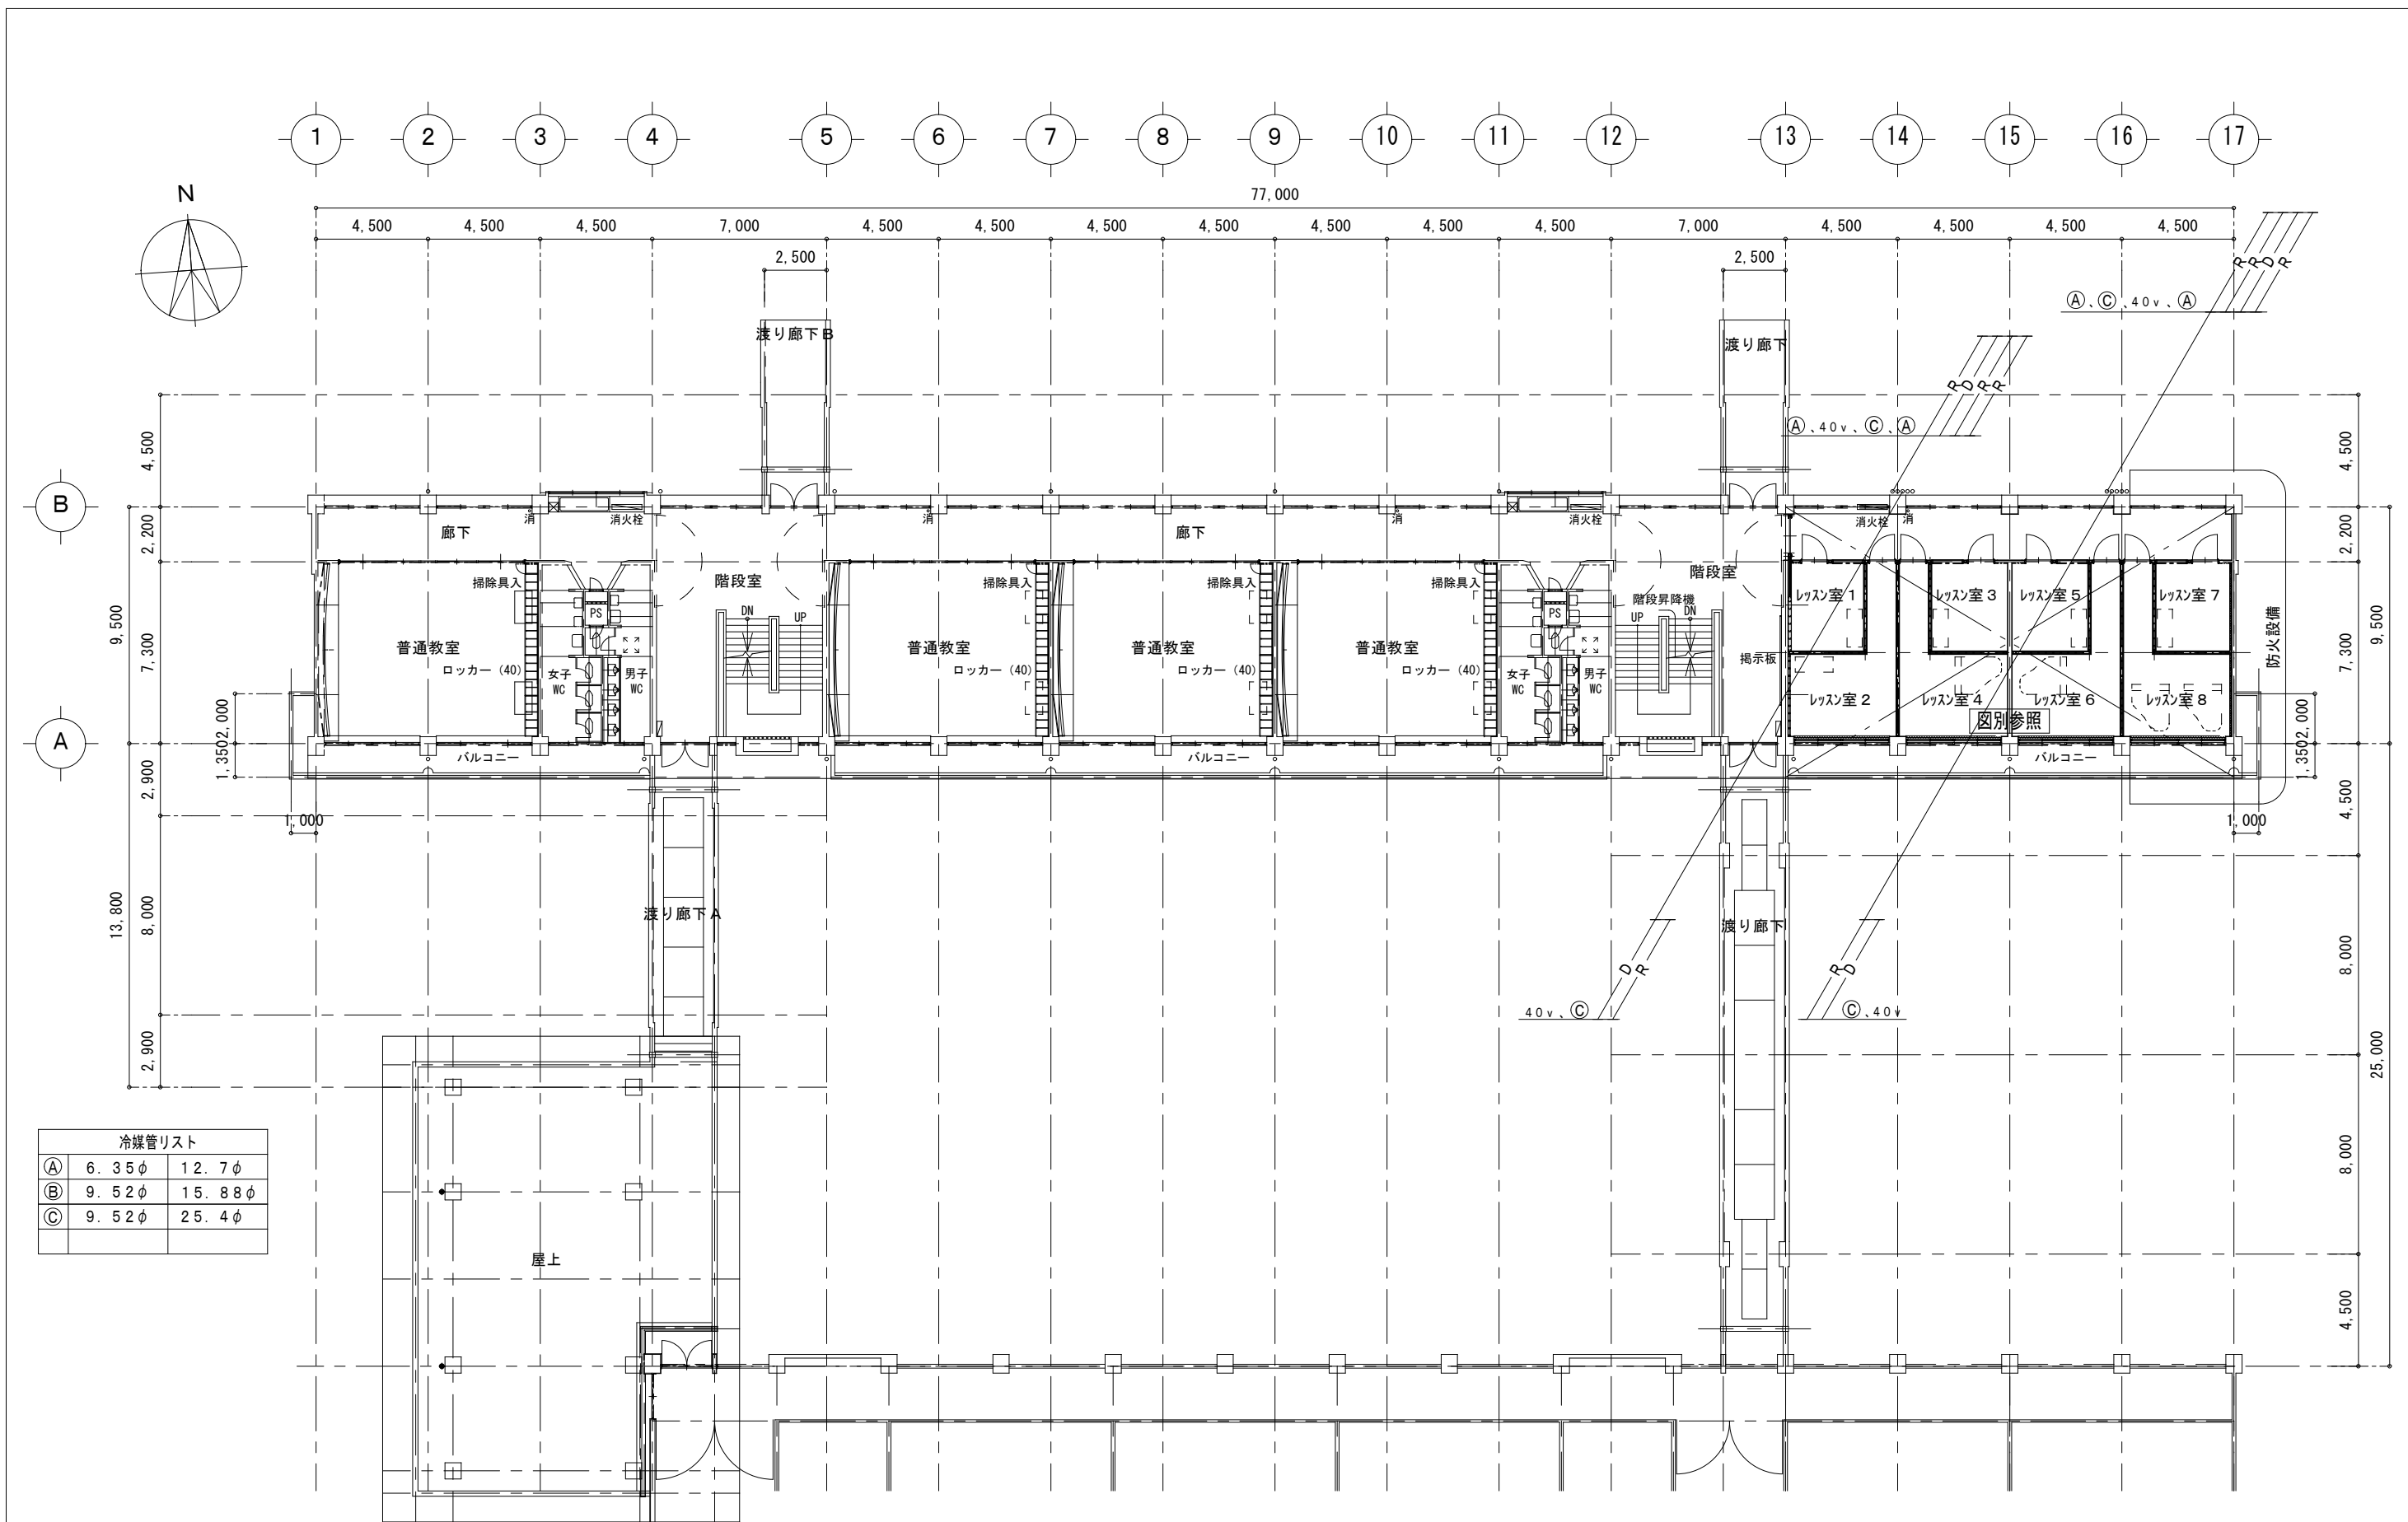 1 2 3 4 5 6 7 8 9 10 11 12 13 14 15 16 17
N
77,000
4,500 4,500 4,500 7,000 4,500 4,500 4,500 4,500 4,500 4,500 4,500 7,000 4,500 4,500 4,500 4,500
2,500 2,500
R R D R
Ⓐ、Ⓒ、40v、Ⓐ
渡り廊下B
渡り廊下
R D R R
Ⓐ、40v、Ⓒ、Ⓐ
4,500
4,500
B
消 消火栓 消 消 消火栓 消火栓 消
2,200
廊下 廊下
2,200
階段室 階段室
掃除具入 掃除具入 掃除具入 掃除具入
レッスン室1 レッスン室3 レッスン室5 レッスン室7
階段昇降機
PS DN UP PS UP DN
9,500
7,300
普通教室 普通教室 普通教室 普通教室
掲示板
防火設備
7,300
9,500
ロッカー(40) ロッカー(40) ロッカー(40) ロッカー(40)
女子 WC 男子 WC 女子 WC 男子 WC
レッスン室2 レッスン室4 レッスン室6 レッスン室8
図別参照
2,000
2,000
A
1,350
1,350
バルコニー バルコニー バルコニー
2,900
4,500
1,000 1,000
13,800
8,000
渡り廊下A
渡り廊下
8,000
D R
R D
40v、Ⓒ
Ⓒ、40v
2,900
25,000
冷媒管リスト
Ⓐ 6.35φ 12.7φ
Ⓑ 9.52φ 15.88φ
Ⓒ 9.52φ 25.4φ
8,000
屋上
4,500